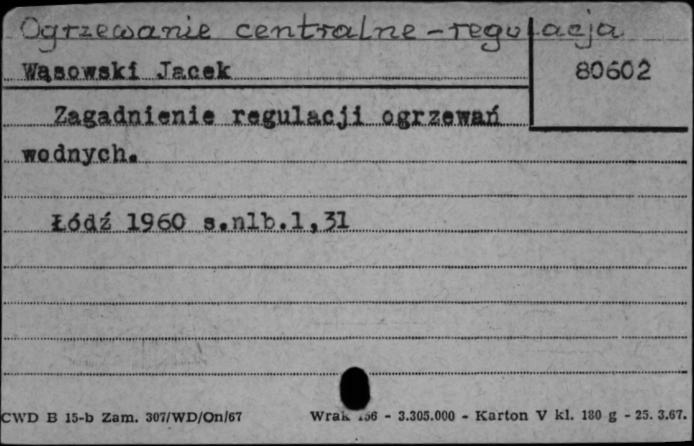 Ogrzewanie centralne - regulacja
Wąsowski Jacek
80602
Zagadnienie regulacji ogrzewań
wodnych.
Łódź 1960 s.nlb.1,31
CWD B 15-b Zam. 307/WD/On/67 - 3.305.000 - Karton V kl. 180 g - 25. 3.67.